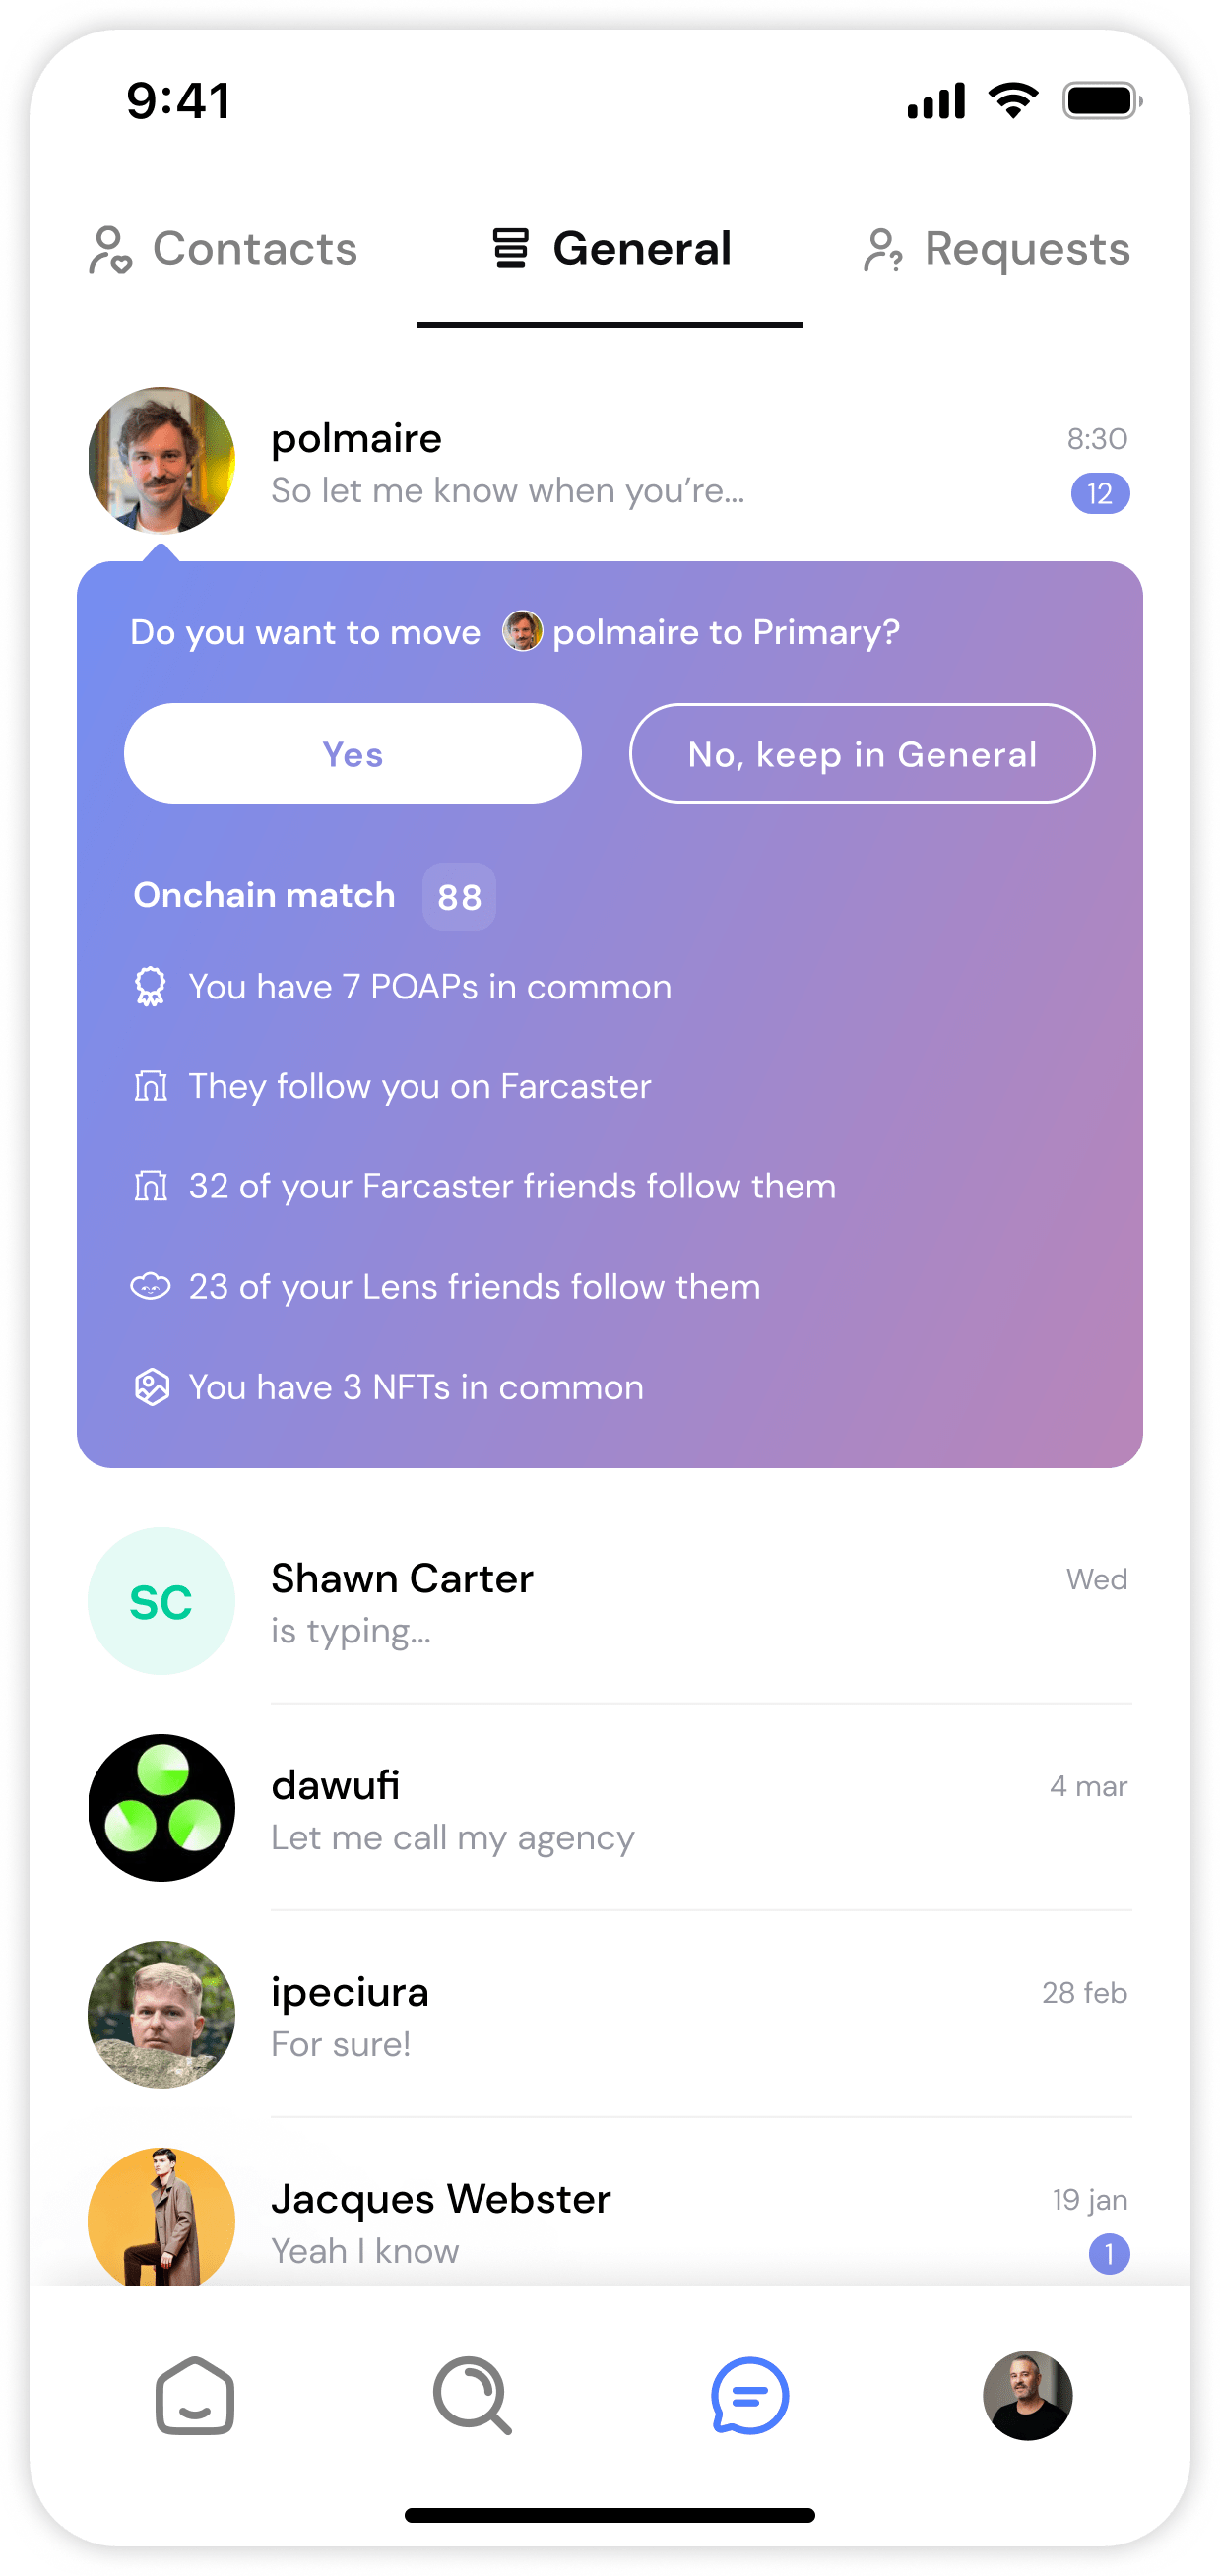 9:41
Contacts
General
Requests
polmaire
8:30
So let me know when you’re...
12
Do you want to move polmaire to Primary?
Yes
No, keep in General
Onchain match 88
You have 7 POAPs in common
They follow you on Farcaster
32 of your Farcaster friends follow them
23 of your Lens friends follow them
You have 3 NFTs in common
SC
Shawn Carter
Wed
is typing...
dawufi
4 mar
Let me call my agency
ipeciura
28 feb
For sure!
Jacques Webster
19 jan
Yeah I know
1